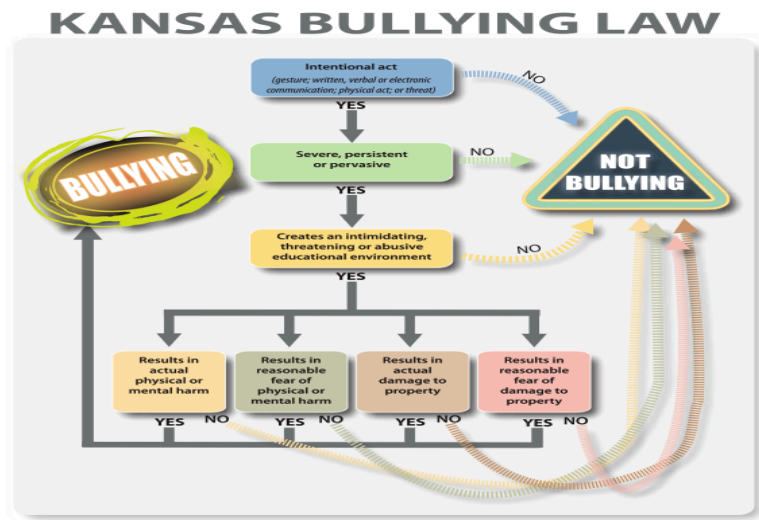 KANSAS BULLYING LAW
Intentional act
(gesture; written, verbal or electronic
communication; physical act; or threat)
NO
YES
BULLYING
Severe, persistent
or pervasive
NO
NOT
BULLYING
YES
Creates an intimidating,
threatening or abusive
educational environment
NO
YES
Results in
actual
physical or
mental harm
Results in
reasonable
fear of
physical or
mental harm
Results in
actual
damage to
property
Results in
reasonable
fear of
damage to
property
YES NO
YES NO
YES NO
YES NO